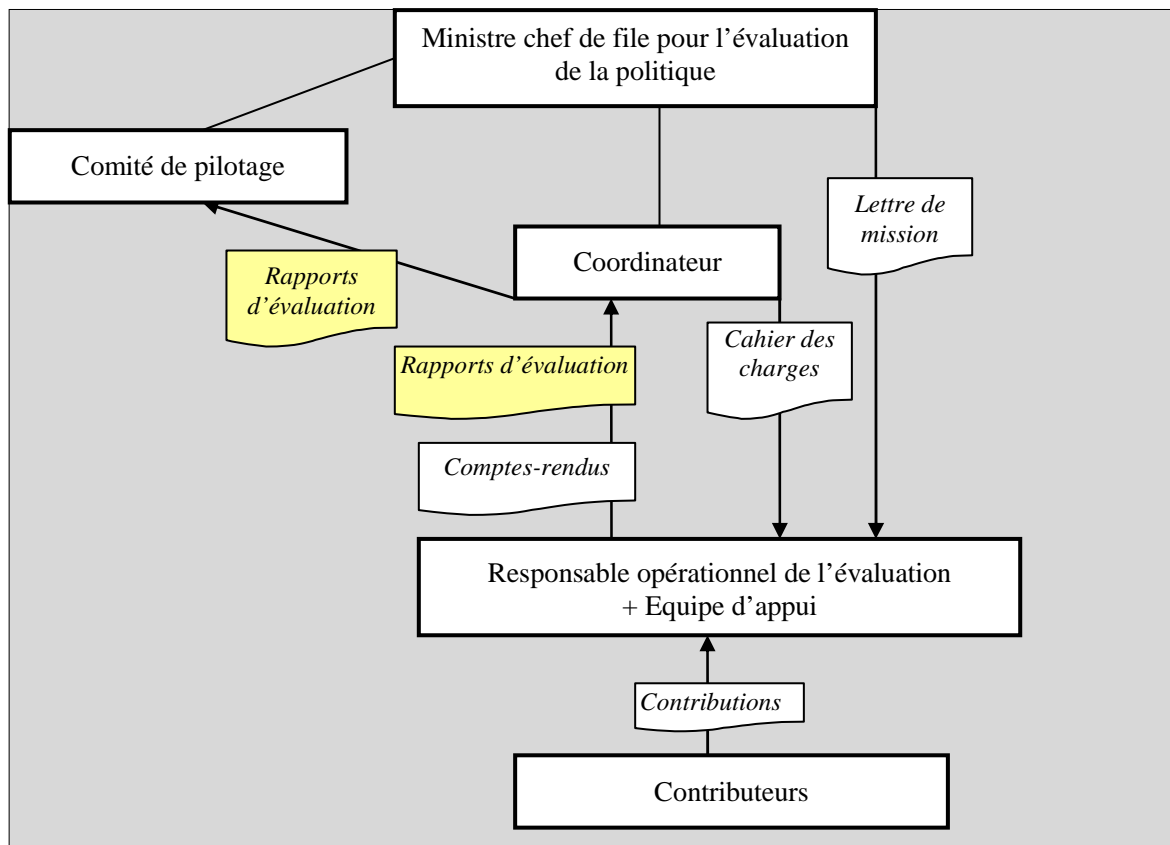 Ministre chef de file pour l’évaluation
de la politique
Comité de pilotage
Lettre de
mission
Coordinateur
Rapports
d’évaluation
Cahier des
charges
Rapports d’évaluation
Comptes-rendus
Responsable opérationnel de l’évaluation
+ Equipe d’appui
Contributions
Contributeurs